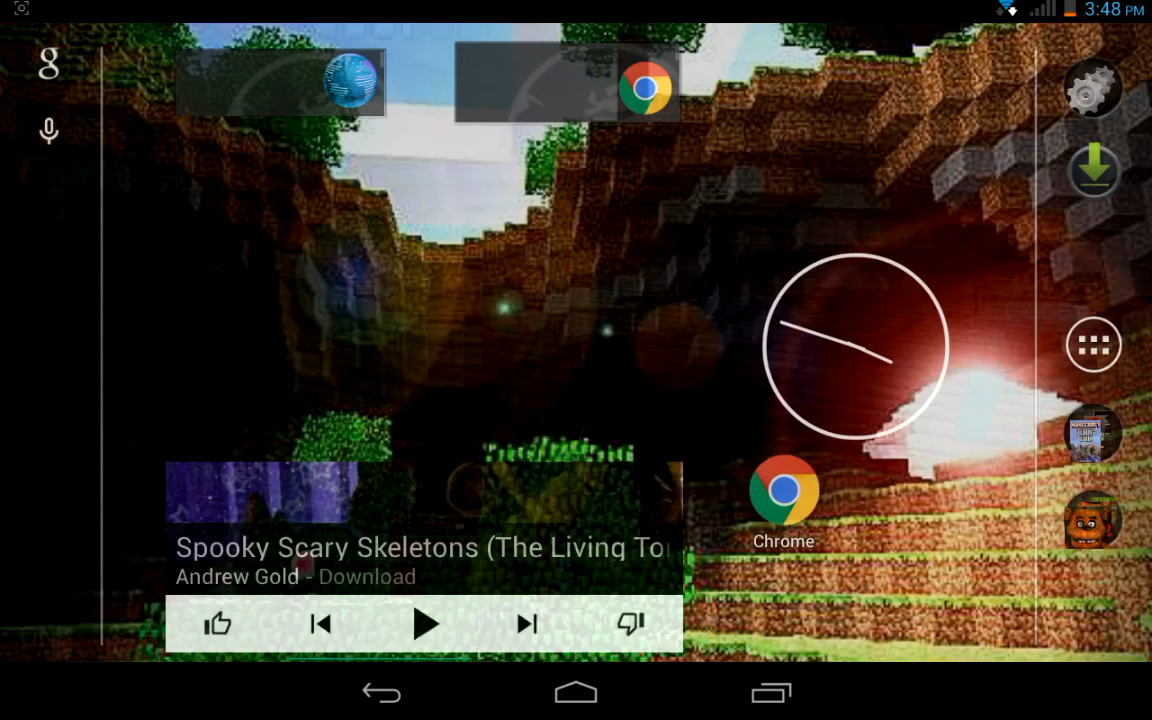 3:48 PM
g
Spooky Scary Skeletons (The Living To
Andrew Gold - Download
Chrome